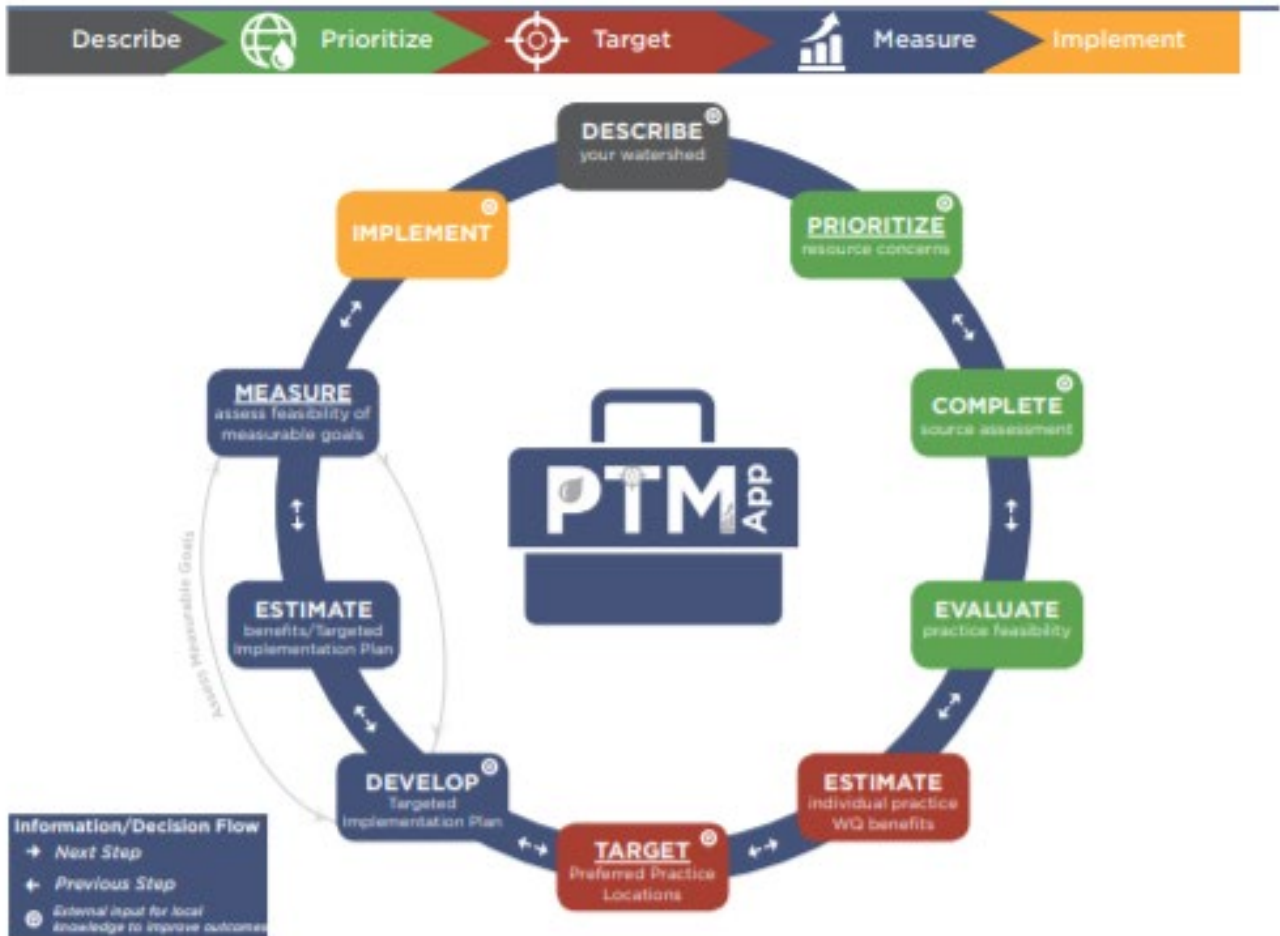 Describe
Prioritize
Target
Measure
Implement
DESCRIBE
your watershed
PRIORITIZE
resource concerns
COMPLETE
source assessment
EVALUATE
practice feasibility
ESTIMATE
individual practice
WQ benefits
TARGET
Preferred Practice
Locations
DEVELOP
Targeted
Implementation Plan
ESTIMATE
benefits/Targeted
Implementation Plan
MEASURE
assess feasibility of
measurable goals
IMPLEMENT
Assess Measurable Goals
PTM
App
Information/Decision Flow
Next Step
Previous Step
External input for local
knowledge to improve outcomes